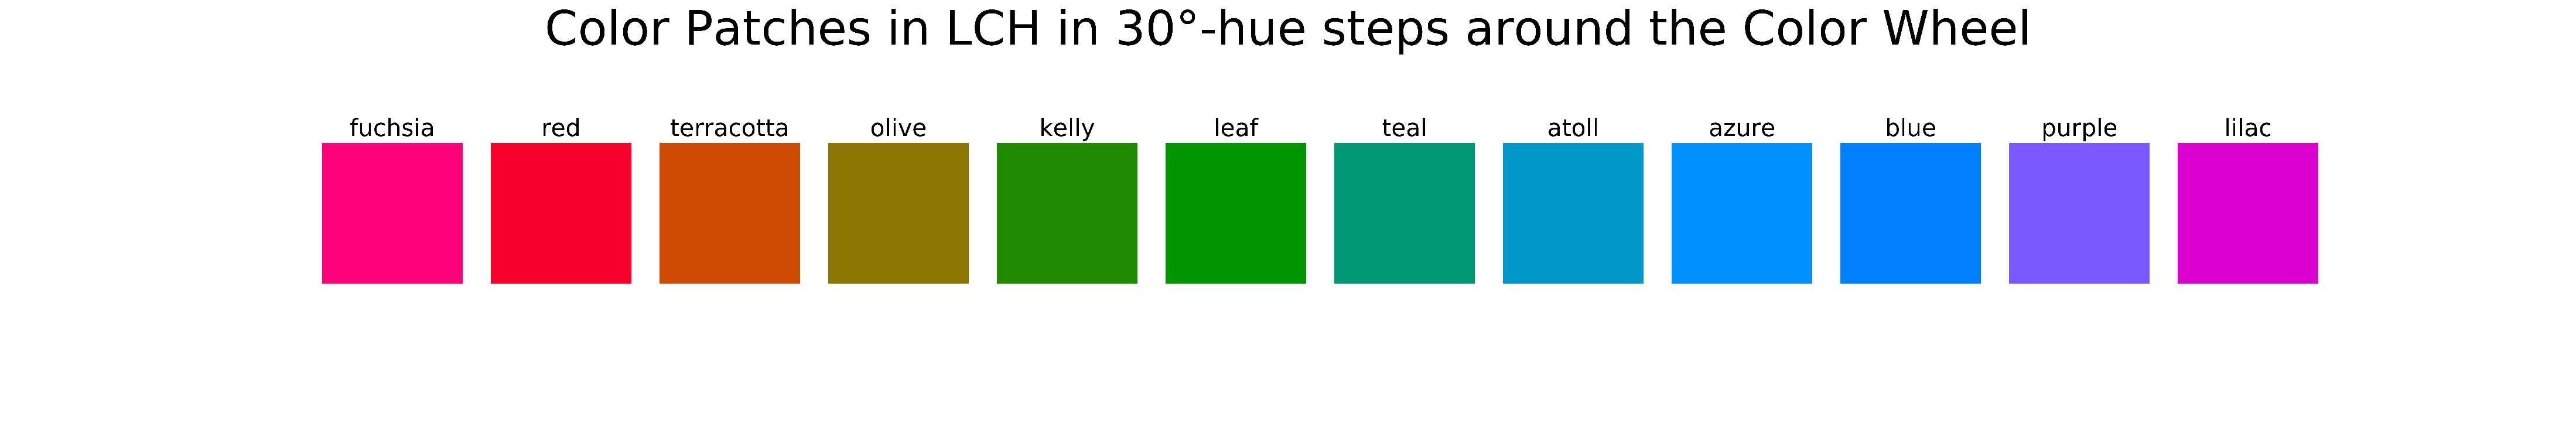 Color Patches in LCH in 30°-hue steps around the Color Wheel
fuchsia red terracotta olive kelly leaf teal atoll azure blue purple lilac